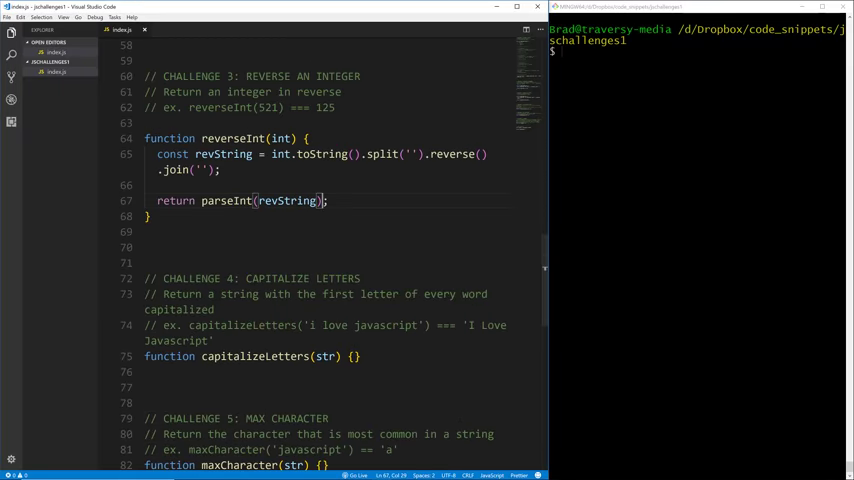 index.js - Visual Studio Code
File Edit Selection View Go Debug Tasks Help
EXPLORER
OPEN EDITORS
index.js
JSCHALLENGES1
index.js
index.js
58
59
60 // CHALLENGE 3: REVERSE AN INTEGER
61 // Return an integer in reverse
62 // ex. reverseInt(521) === 125
63
64 function reverseInt(int) {
65 const revString = int.toString().split('').reverse()
.join('');
66
67 return parseInt(revString);
68 }
69
70
71
72 // CHALLENGE 4: CAPITALIZE LETTERS
73 // Return a string with the first letter of every word
capitalized
74 // ex. capitalizeLetters('i love javascript') === 'I Love
Javascript'
75 function capitalizeLetters(str) {}
76
77
78
79 // CHALLENGE 5: MAX CHARACTER
80 // Return the character that is most common in a string
81 // ex. maxCharacter('javascript') == 'a'
82 function maxCharacter(str) {}
0 0
Go Live Ln 67, Col 29 Spaces: 2 UTF-8 CRLF JavaScript Prettier
MINGW64:/d/Dropbox/code_snippets/jschallenges1
Brad@traversy-media /d/Dropbox/code_snippets/j
schallenges1
$